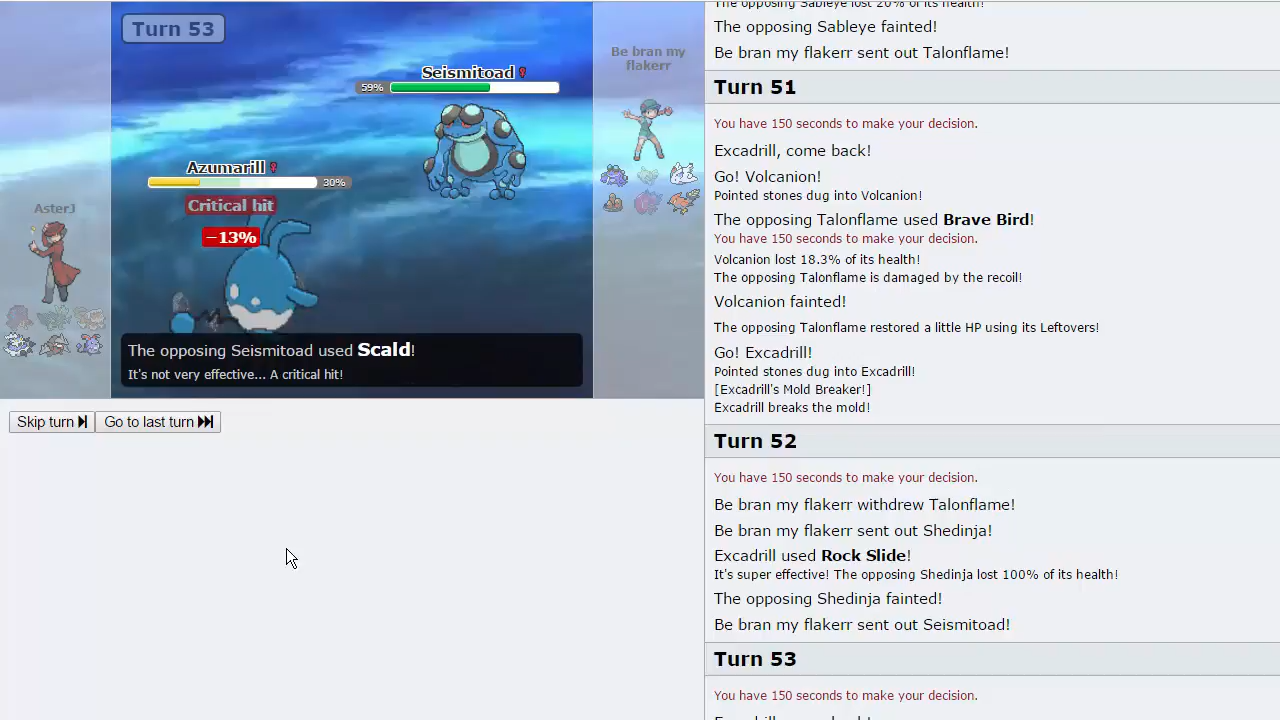 Turn 53
Seismitoad
59%
Azumarill
30%
Critical hit
−13%
AsterJ
Be bran my
flakerr
The opposing Seismitoad used Scald!
It's not very effective... A critical hit!
Skip turn
Go to last turn
The opposing Sableye lost 20% of its health!
The opposing Sableye fainted!
Be bran my flakerr sent out Talonflame!
Turn 51
You have 150 seconds to make your decision.
Excadrill, come back!
Go! Volcanion!
Pointed stones dug into Volcanion!
The opposing Talonflame used Brave Bird!
You have 150 seconds to make your decision.
Volcanion lost 18.3% of its health!
The opposing Talonflame is damaged by the recoil!
Volcanion fainted!
The opposing Talonflame restored a little HP using its Leftovers!
Go! Excadrill!
Pointed stones dug into Excadrill!
[Excadrill's Mold Breaker!]
Excadrill breaks the mold!
Turn 52
You have 150 seconds to make your decision.
Be bran my flakerr withdrew Talonflame!
Be bran my flakerr sent out Shedinja!
Excadrill used Rock Slide!
It's super effective! The opposing Shedinja lost 100% of its health!
The opposing Shedinja fainted!
Be bran my flakerr sent out Seismitoad!
Turn 53
You have 150 seconds to make your decision.